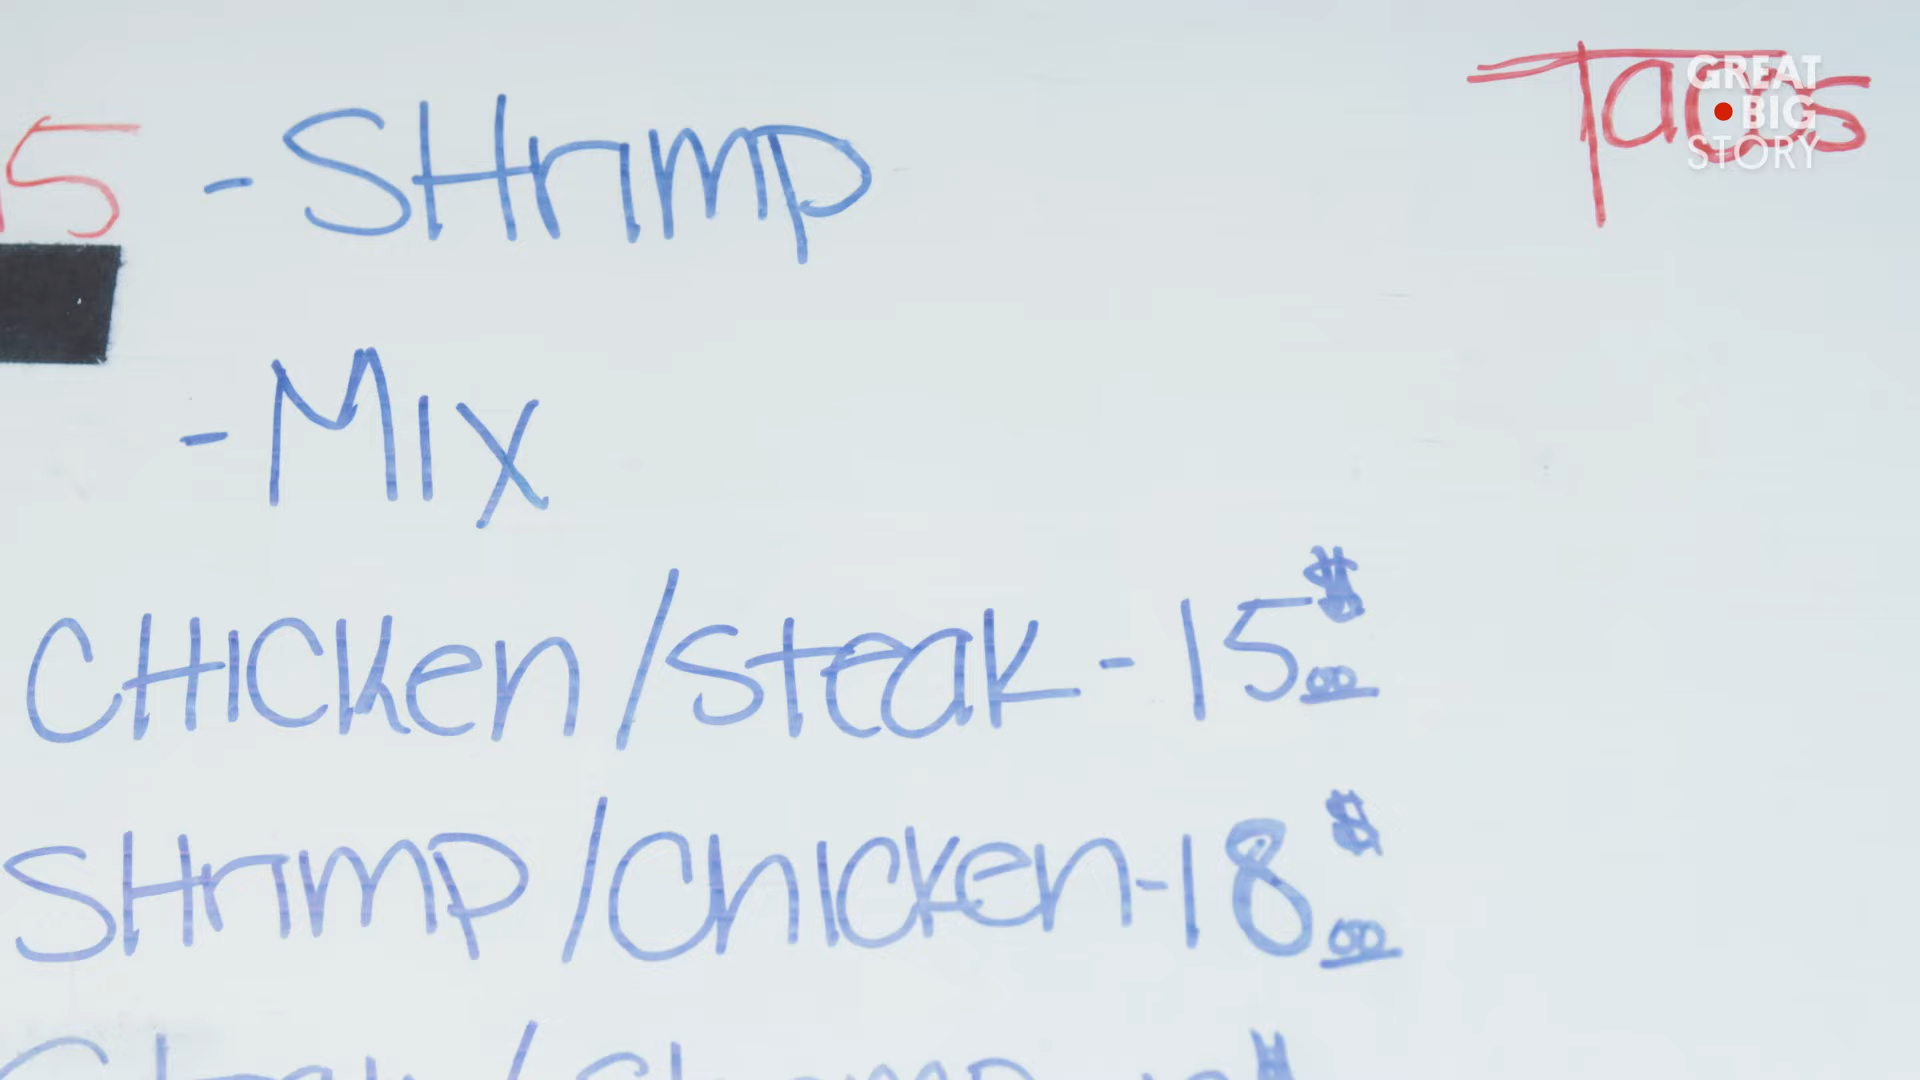 Tacos
GREAT
BIG
STORY
5 - SHrimp
- MIX
CHICKen/Steak - 15$00
SHrimp/Chicken - 18$00